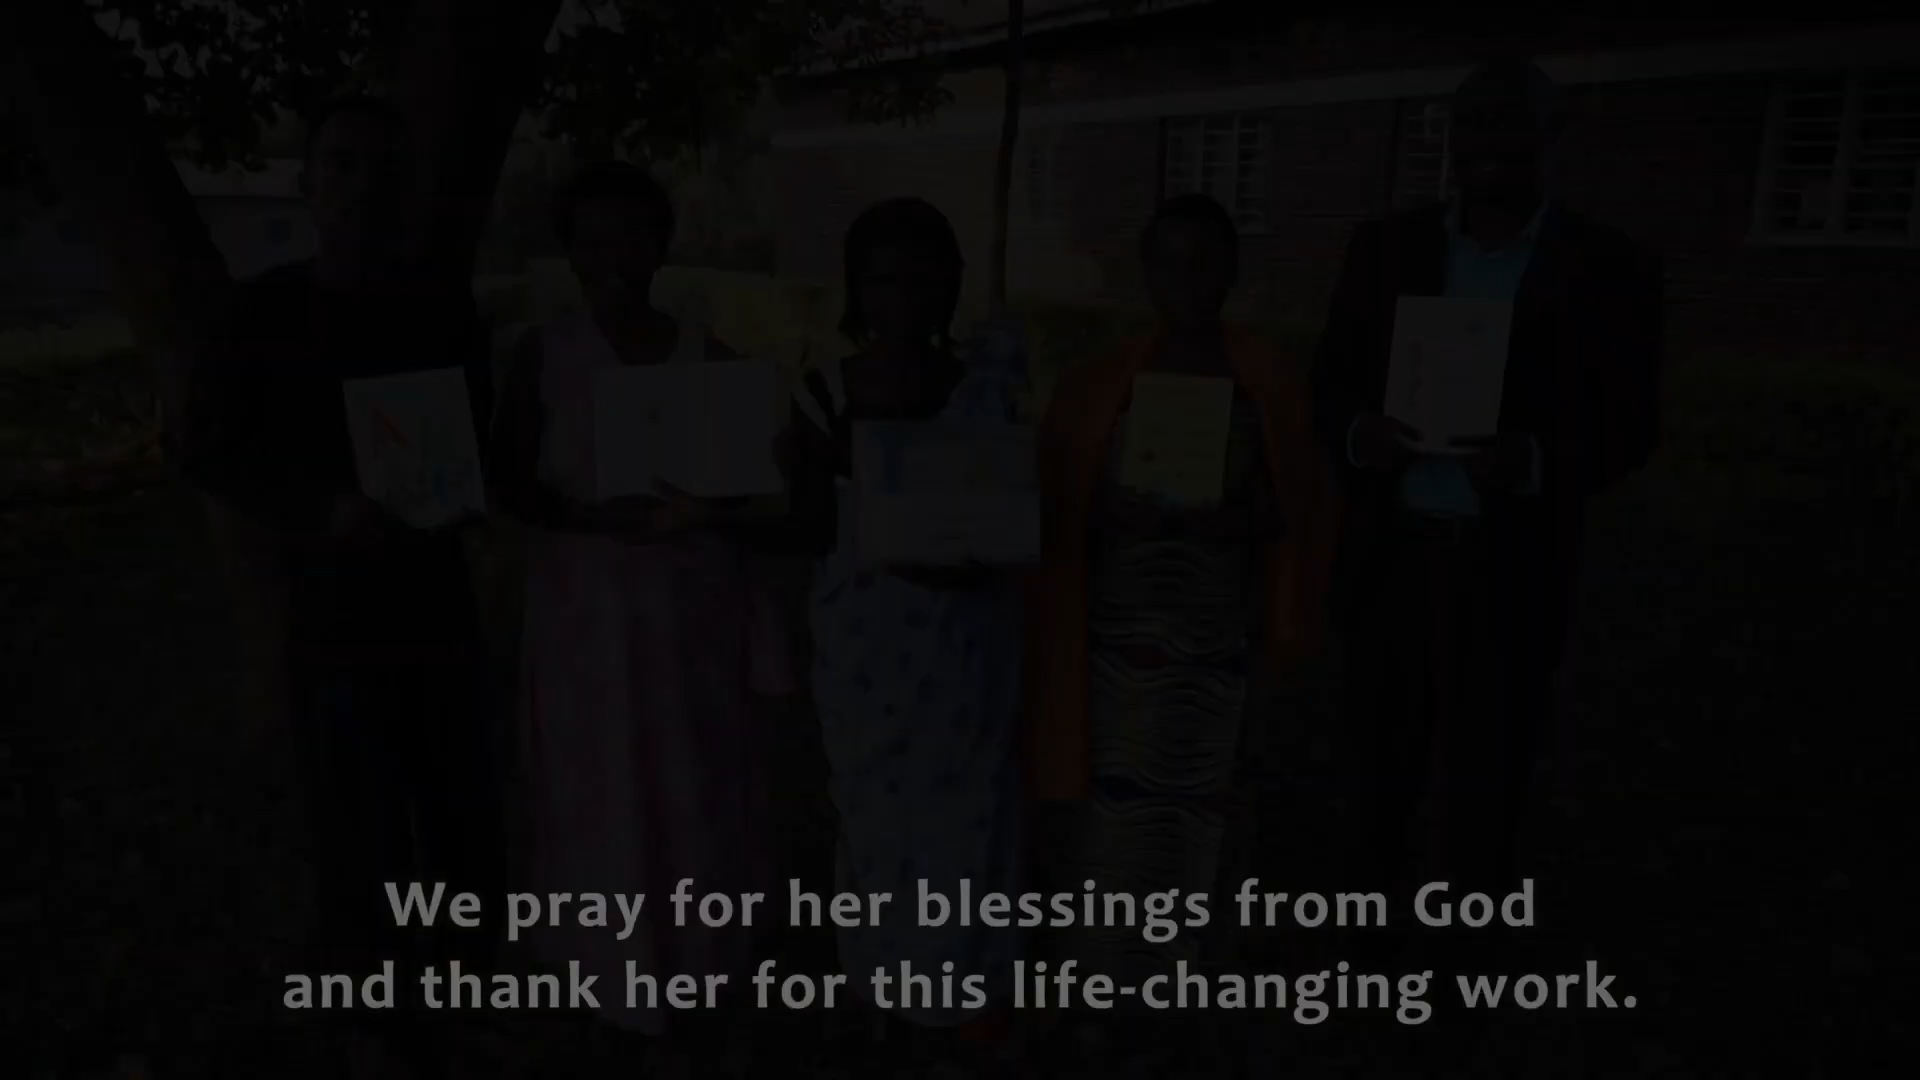 We pray for her blessings from God
and thank her for this life-changing work.